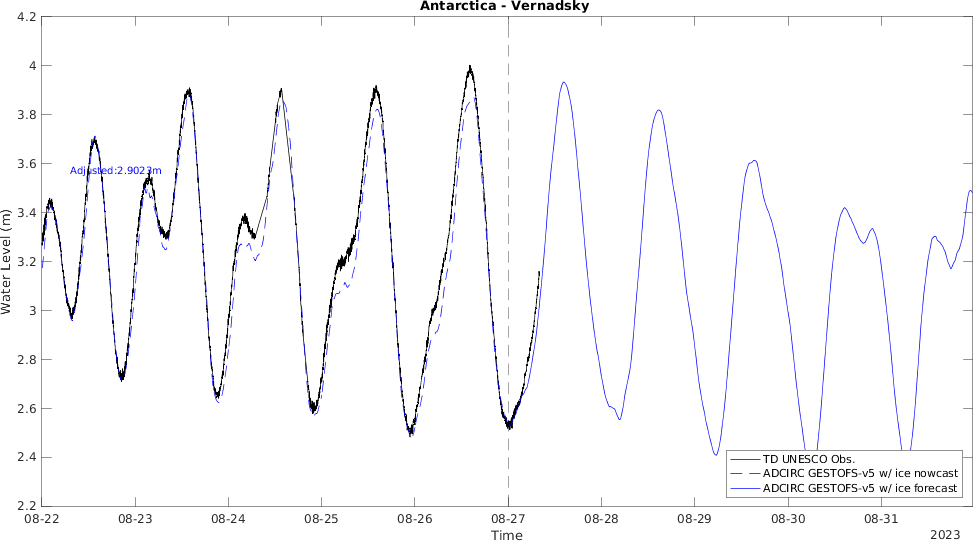 Antarctica - Vernadsky
4.2
4
3.8
3.6
3.4
3.2
3
2.8
2.6
2.4
2.2
Water Level (m)
Adjusted:2.9023m
TD UNESCO Obs.
ADCIRC GESTOFS-v5 w/ ice nowcast
ADCIRC GESTOFS-v5 w/ ice forecast
08-22 08-23 08-24 08-25 08-26 08-27 08-28 08-29 08-30 08-31
Time
2023